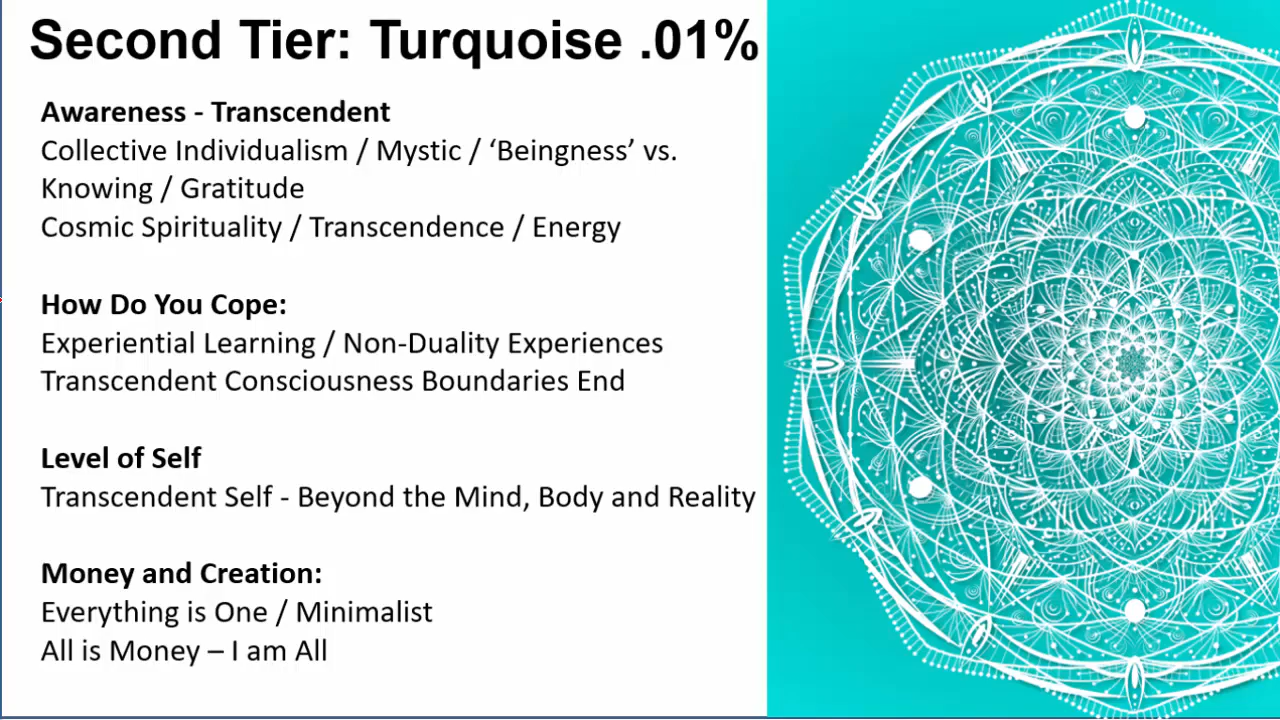 Second Tier: Turquoise .01%
Awareness - Transcendent
Collective Individualism / Mystic / ‘Beingness’ vs.
Knowing / Gratitude
Cosmic Spirituality / Transcendence / Energy
How Do You Cope:
Experiential Learning / Non-Duality Experiences
Transcendent Consciousness Boundaries End
Level of Self
Transcendent Self - Beyond the Mind, Body and Reality
Money and Creation:
Everything is One / Minimalist
All is Money – I am All